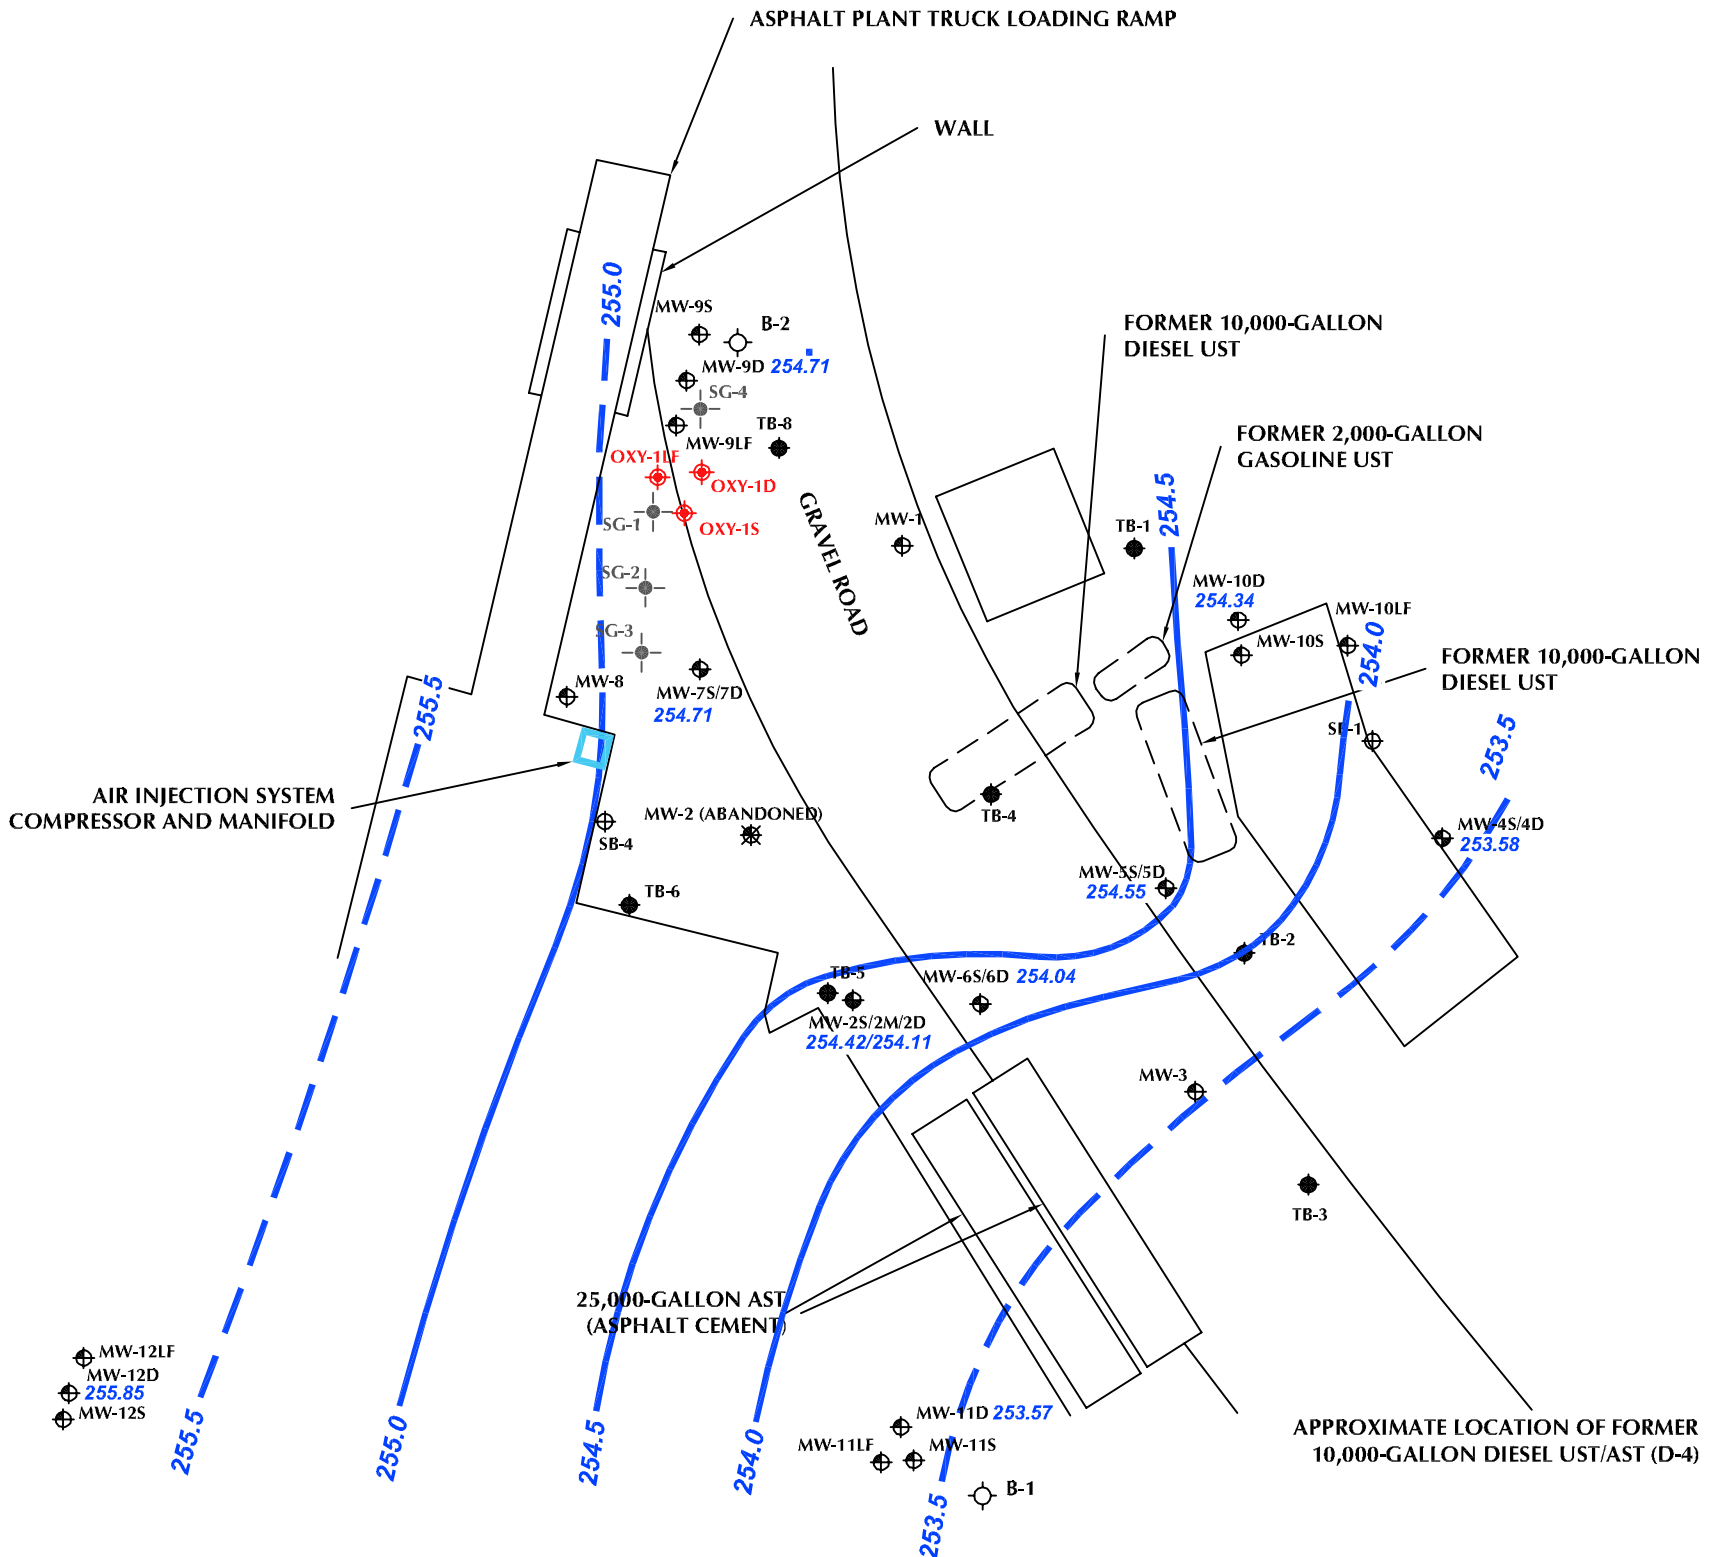 ASPHALT PLANT TRUCK LOADING RAMP
WALL
255.0
MW-9S
B-2
MW-9D 254.71
SG-4
TB-8
MW-9LF
OXY-1LF
OXY-1D
SG-1
OXY-1S
GRAVEL ROAD
FORMER 10,000-GALLON
DIESEL UST
FORMER 2,000-GALLON
GASOLINE UST
254.5
MW-1
TB-1
SG-2
MW-10D
254.34
MW-10LF
MW-10S
254.0
SG-3
FORMER 10,000-GALLON
DIESEL UST
MW-8
MW-7S/7D
254.71
255.5
SB-1
253.5
AIR INJECTION SYSTEM
COMPRESSOR AND MANIFOLD
MW-2 (ABANDONED)
SB-4
TB-4
MW-4S/4D
253.58
MW-5S/5D
254.55
TB-6
TB-2
TB-5
MW-6S/6D 254.04
MW-2S/2M/2D
254.42/254.11
MW-3
TB-3
25,000-GALLON AST
(ASPHALT CEMENT)
MW-12LF
MW-12D
255.85
MW-12S
MW-11D 253.57
MW-11LF
MW-11S
B-1
APPROXIMATE LOCATION OF FORMER
10,000-GALLON DIESEL UST/AST (D-4)
255.5
255.0
254.5
254.0
253.5